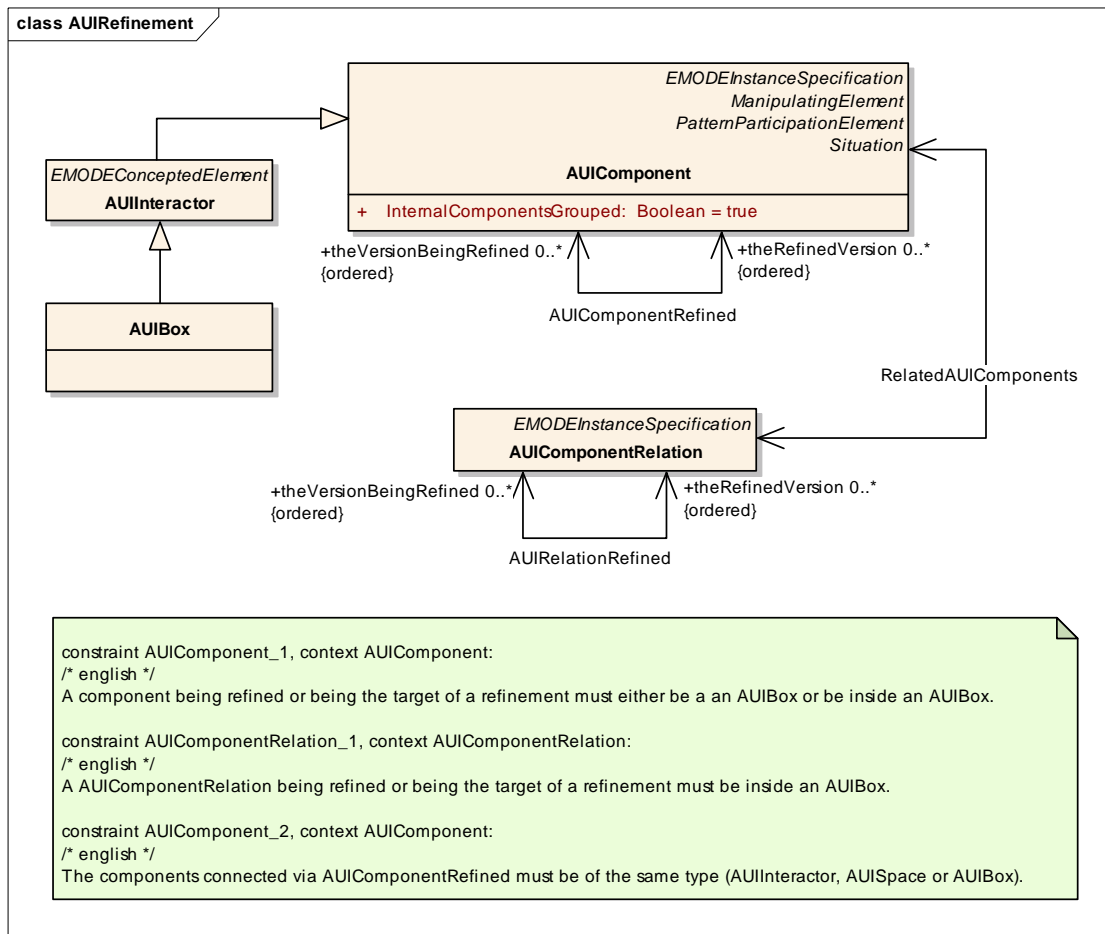 class AUIRefinement
EMODEInstanceSpecification
ManipulatingElement
PatternParticipationElement
Situation
AUIComponent
+ InternalComponentsGrouped: Boolean = true
EMODEConceptedElement
AUIInteractor
AUIBox
+theVersionBeingRefined 0..*
{ordered}
+theRefinedVersion 0..*
{ordered}
AUIComponentRefined
RelatedAUIComponents
EMODEInstanceSpecification
AUIComponentRelation
+theVersionBeingRefined 0..*
{ordered}
+theRefinedVersion 0..*
{ordered}
AUIRelationRefined
constraint AUIComponent_1, context AUIComponent:
/* english */
A component being refined or being the target of a refinement must either be a an AUIBox or be inside an AUIBox.
constraint AUIComponentRelation_1, context AUIComponentRelation:
/* english */
A AUIComponentRelation being refined or being the target of a refinement must be inside an AUIBox.
constraint AUIComponent_2, context AUIComponent:
/* english */
The components connected via AUIComponentRefined must be of the same type (AUIInteractor, AUISpace or AUIBox).